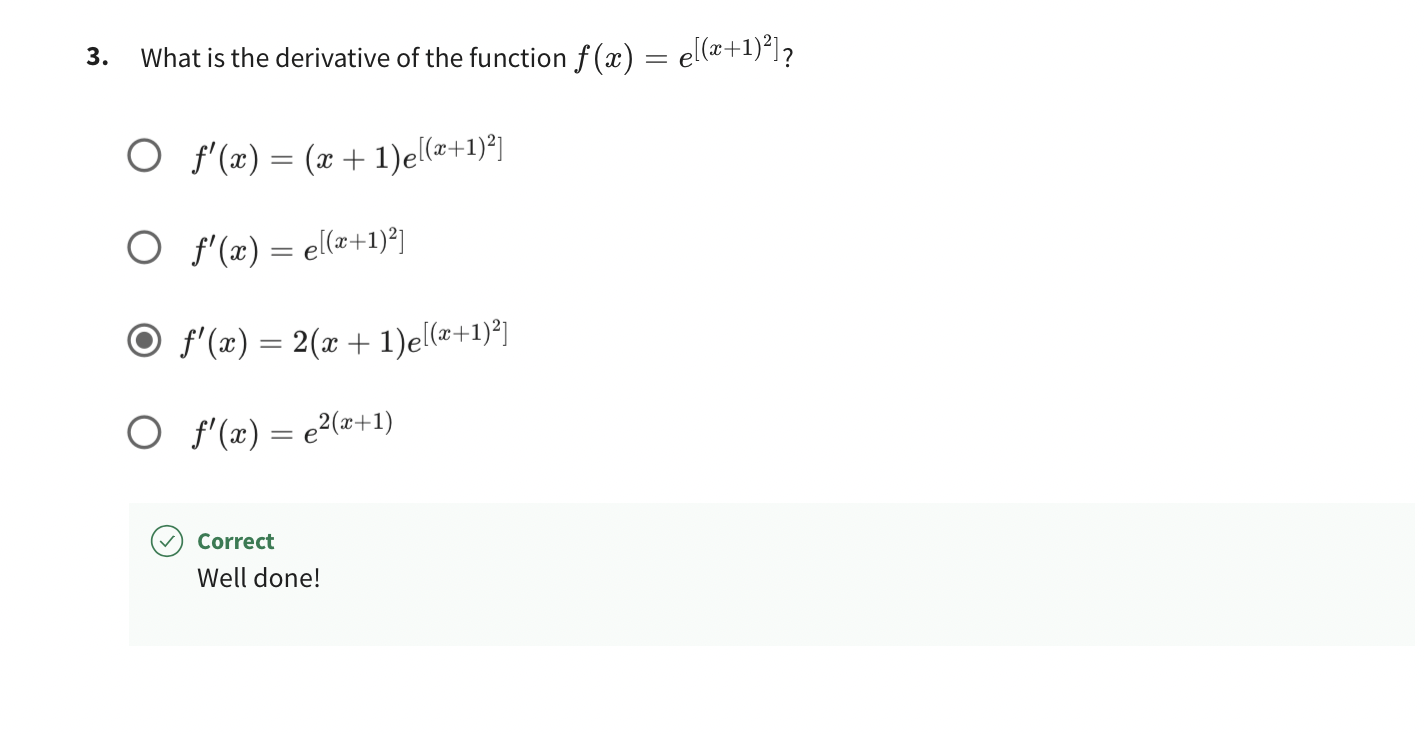 3. What is the derivative of the function f(x) = e^{[(x+1)^2]}?
f'(x) = (x + 1)e^{[(x+1)^2]}
f'(x) = e^{[(x+1)^2]}
f'(x) = 2(x + 1)e^{[(x+1)^2]}
f'(x) = e^{2(x+1)}
Correct
Well done!